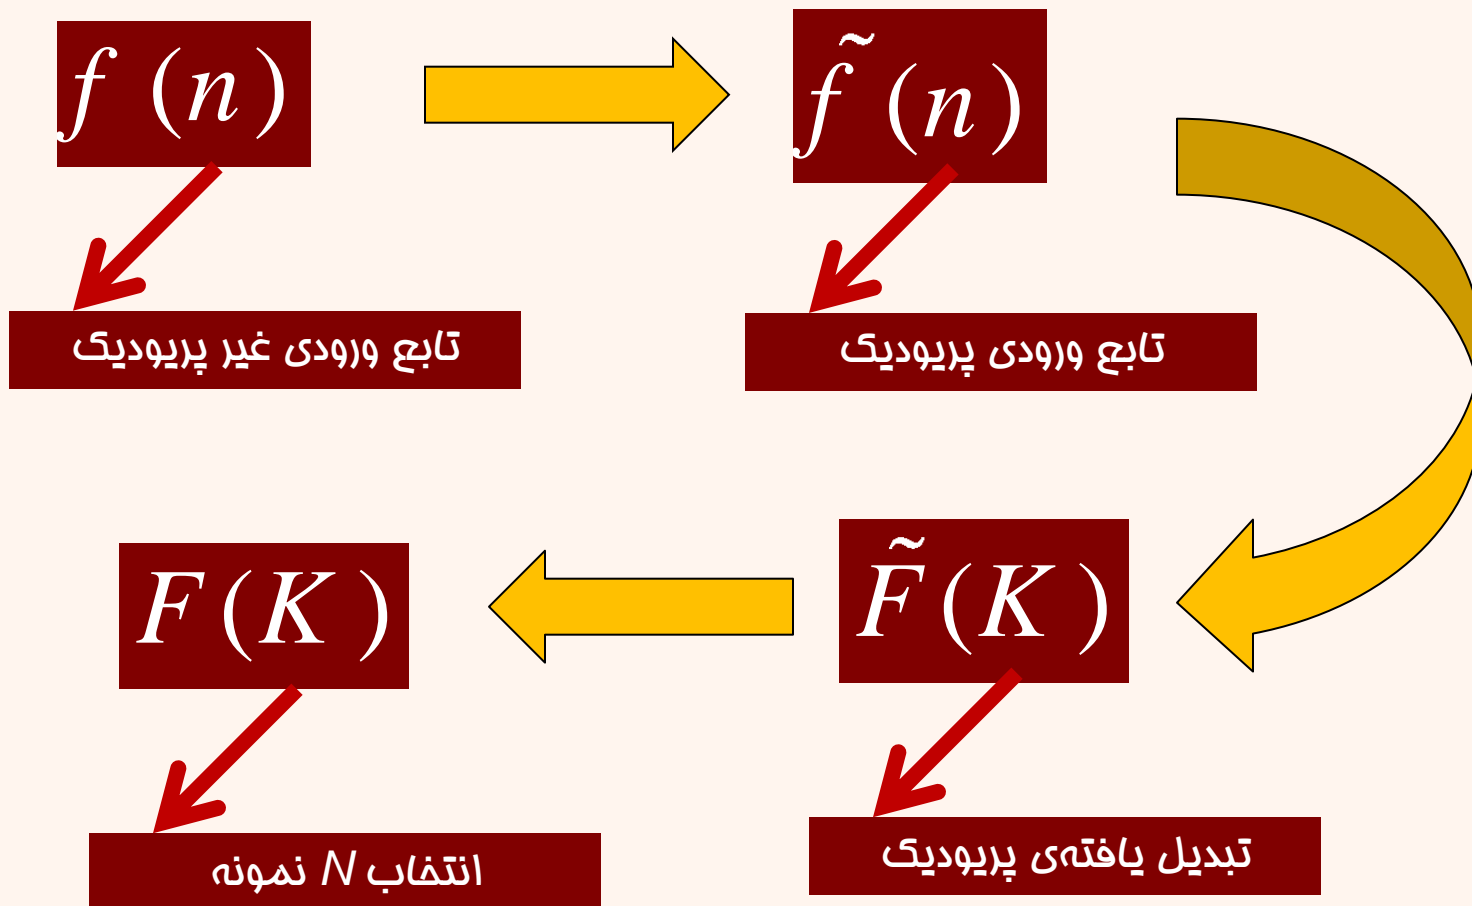 f (n)
f̃ (n)
تابع ورودی غیر پریودیک
تابع ورودی پریودیک
F(K)
F̃(K)
انتخاب N نمونه
تبدیل یافته‌ی پریودیک